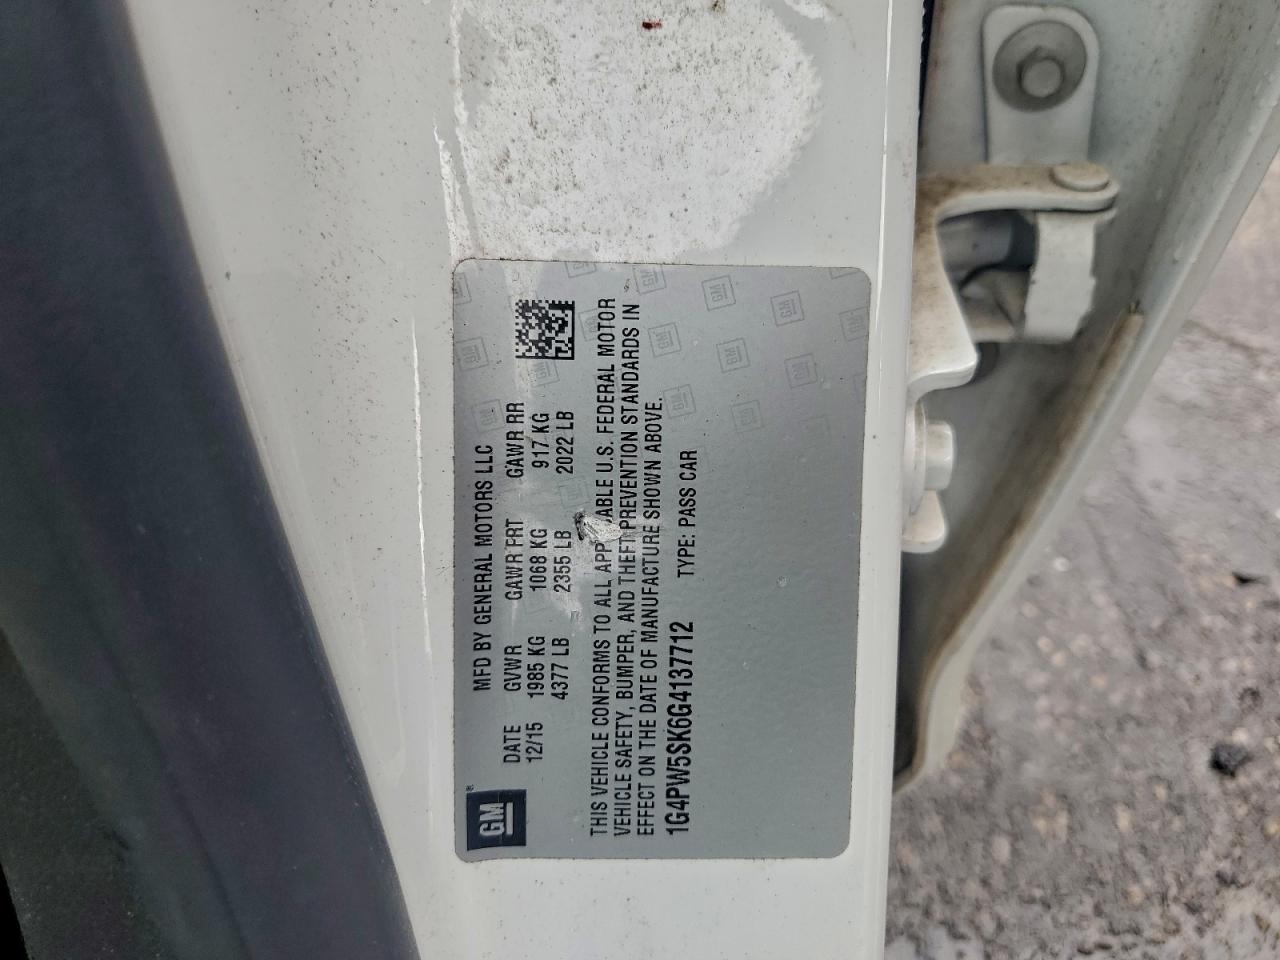 GM®
MFD BY GENERAL MOTORS LLC
DATE GVWR GAWR FRT GAWR RR
12/15 1985 KG 1068 KG 917 KG
4377 LB 2355 LB 2022 LB
THIS VEHICLE CONFORMS TO ALL APP ABLE U.S. FEDERAL MOTOR
VEHICLE SAFETY, BUMPER, AND THEFT PREVENTION STANDARDS IN
EFFECT ON THE DATE OF MANUFACTURE SHOWN ABOVE.
1G4PW5SK6G4137712 TYPE: PASS CAR